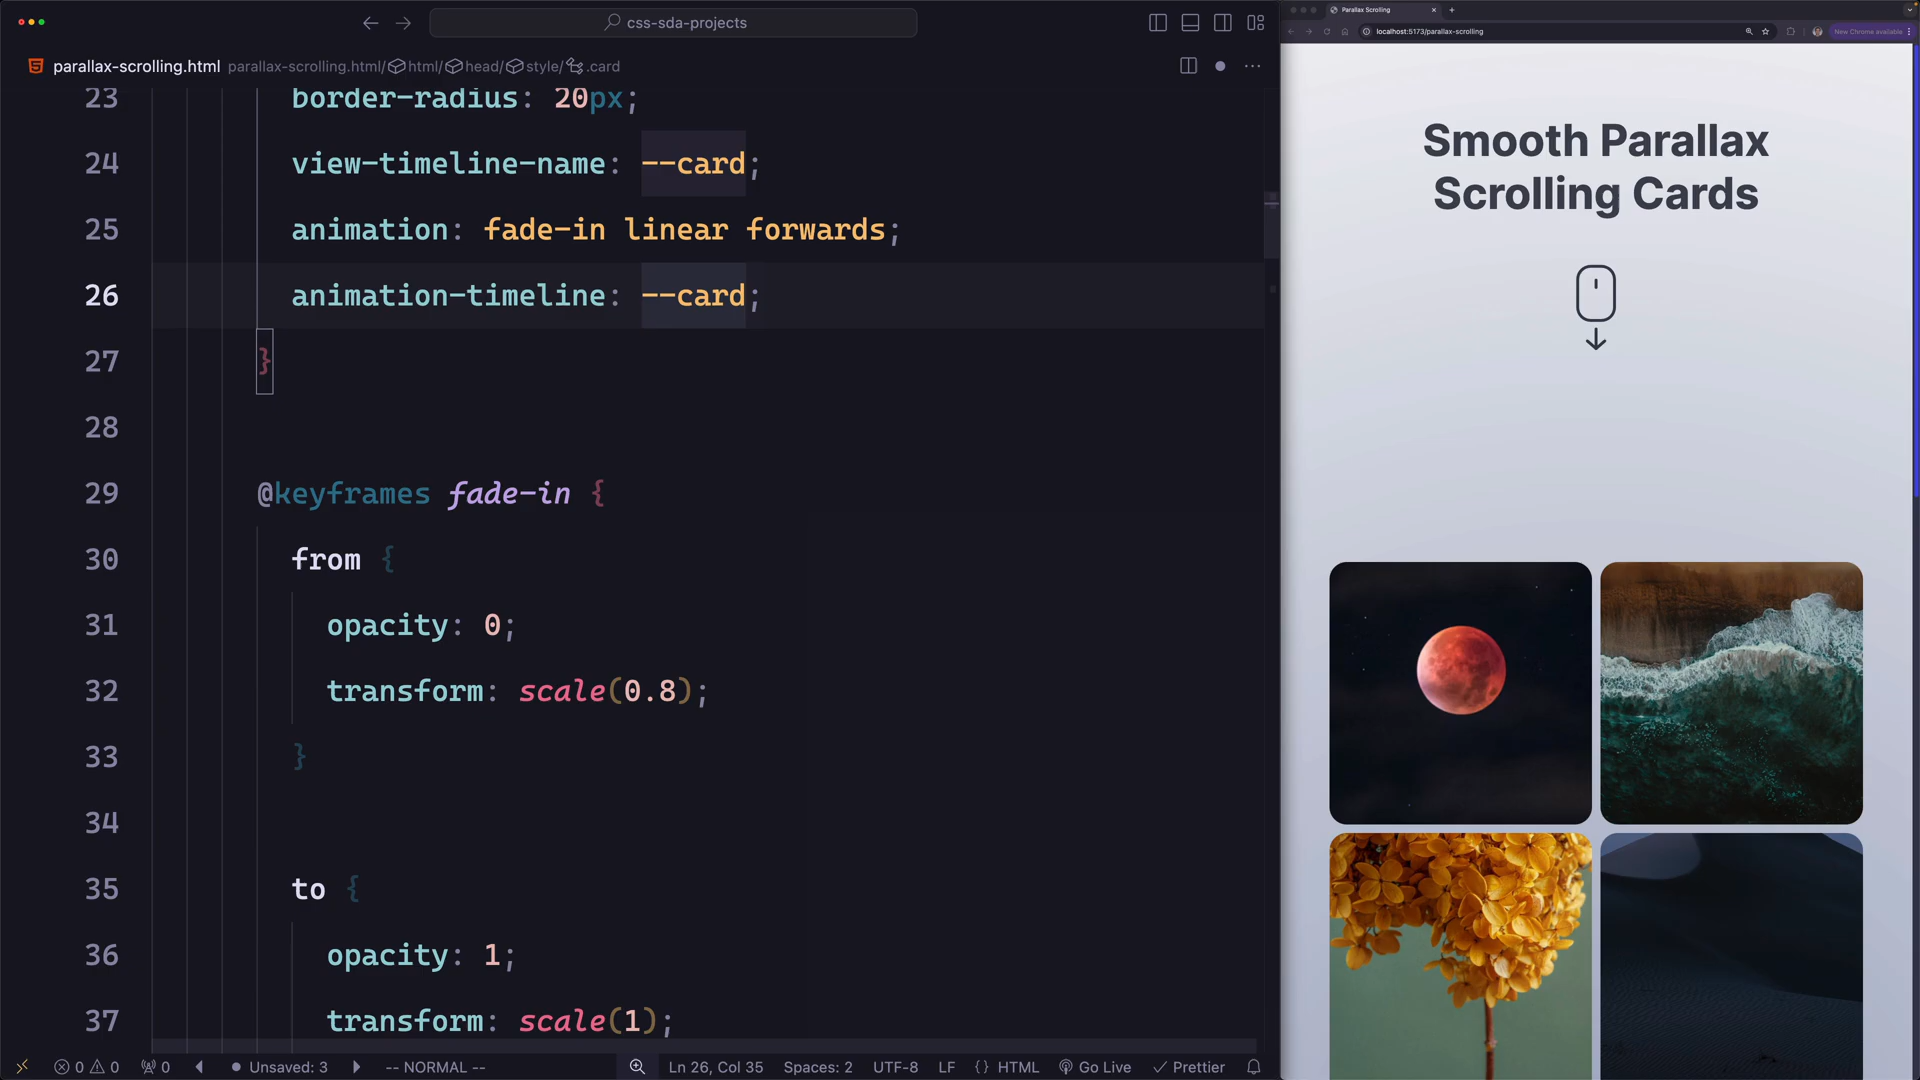 css-sda-projects
parallax-scrolling.html parallax-scrolling.html/ html/ head/ style/ .card
23 border-radius: 20px;
24 view-timeline-name: --card;
25 animation: fade-in linear forwards;
26 animation-timeline: --card;
27 }
28
29 @keyframes fade-in {
30 from {
31 opacity: 0;
32 transform: scale(0.8);
33 }
34
35 to {
36 opacity: 1;
37 transform: scale(1);
0 0 0 Unsaved: 3 -- NORMAL -- Ln 26, Col 35 Spaces: 2 UTF-8 LF {} HTML Go Live Prettier
Parallax Scrolling
localhost:5173/parallax-scrolling New Chrome available
Smooth Parallax
Scrolling Cards